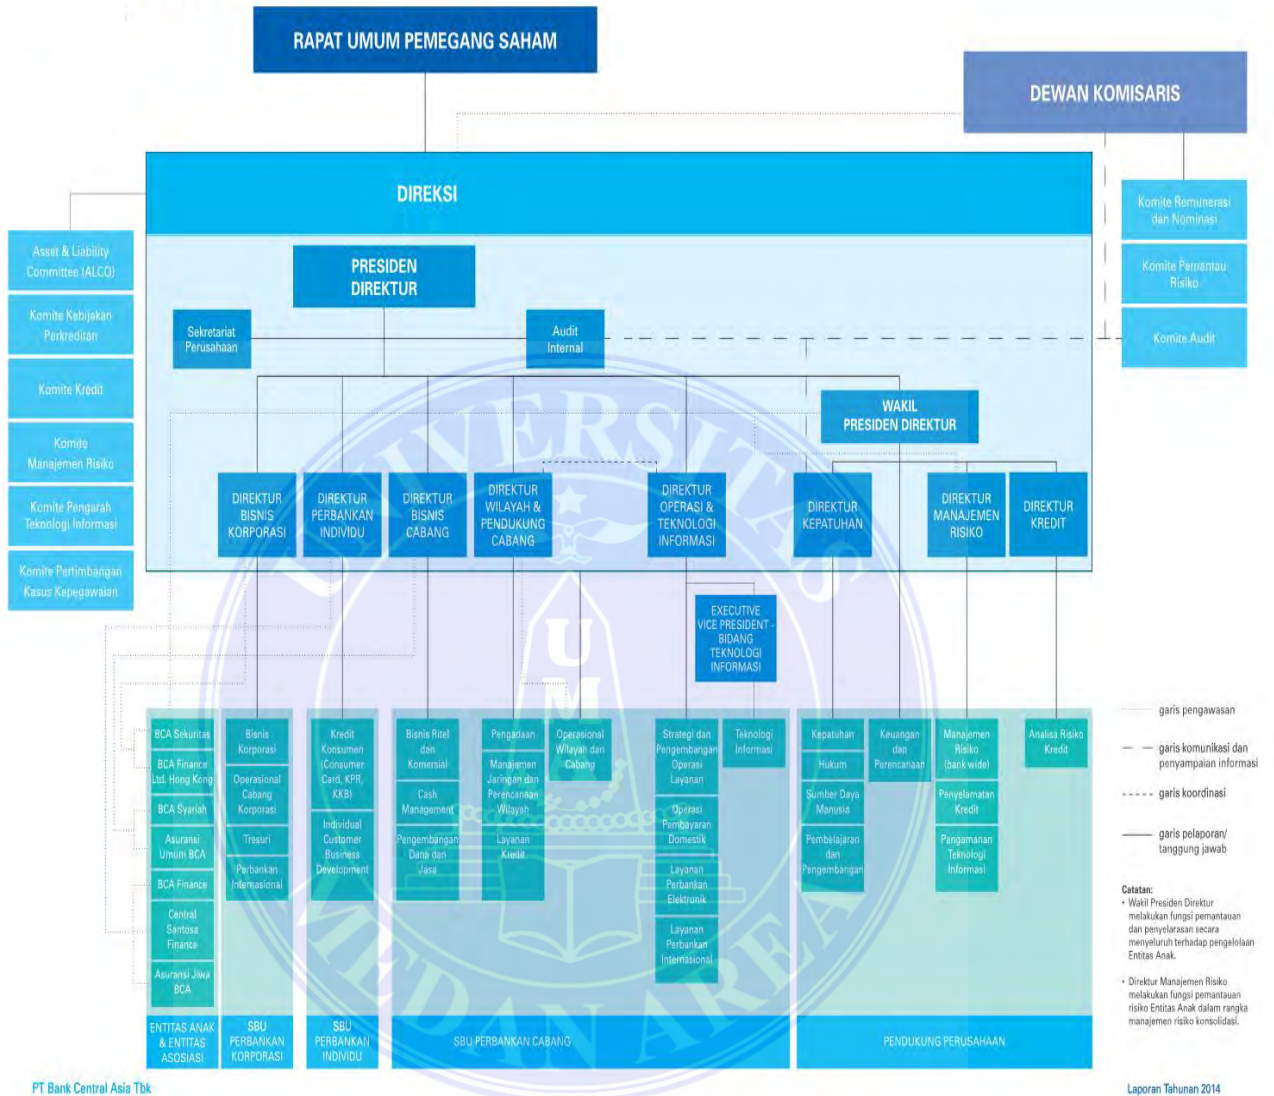 RAPAT UMUM PEMEGANG SAHAM
DEWAN KOMISARIS
DIREKSI
Komite Remunerasi
dan Nominasi
Komite Pemantau
Risiko
Komite Audit
Asset & Liability
Committee (ALCO)
Komite Kebijakan
Perkreditan
Komite Kredit
Komite
Manajemen Risiko
Komite Pengarah
Teknologi Informasi
Komite Pertimbangan
Kasus Kepegawaian
PRESIDEN
DIREKTUR
Sekretariat
Perusahaan
Audit
Internal
WAKIL
PRESIDEN DIREKTUR
DIREKTUR
BISNIS
KORPORASI
DIREKTUR
PERBANKAN
INDIVIDU
DIREKTUR
BISNIS
CABANG
DIREKTUR
WILAYAH &
PENDUKUNG
CABANG
DIREKTUR
OPERASI &
TEKNOLOGI
INFORMASI
DIREKTUR
KEPATUHAN
DIREKTUR
MANAJEMEN
RISIKO
DIREKTUR
KREDIT
EXECUTIVE
VICE PRESIDENT -
BIDANG
TEKNOLOGI
INFORMASI
BCA Sekuritas
BCA Finance
Ltd. Hong Kong
BCA Syariah
Asuransi
Umum BCA
BCA Finance
Central
Santosa
Finance
Asuransi Jiwa
BCA
ENTITAS ANAK
& ENTITAS
ASOSIASI
Bisnis
Korporasi
Operasional
Cabang
Korporasi
Tresuri
Perbankan
Internasional
SBU
PERBANKAN
KORPORASI
Kredit
Konsumen
(Consumer
Card, KPR,
KKB)
Individual
Customer
Business
Development
SBU
PERBANKAN
INDIVIDU
Bisnis Ritel
dan
Komersial
Cash
Management
Pengembangan
Dana dan
Jasa
Pengadaan
Manajemen
Jaringan dan
Perencanaan
Wilayah
Layanan
Kredit
Operasional
Wilayah dan
Cabang
Strategi dan
Pengembangan
Operasi
Layanan
Operasi
Pembayaran
Domestik
Layanan
Perbankan
Elektronik
Layanan
Perbankan
Internasional
Teknologi
Informasi
SBU PERBANKAN CABANG
Kepatuhan
Hukum
Sumber Daya
Manusia
Pembelajaran
dan
Pengembangan
Keuangan
dan
Perencanaan
Manajemen
Risiko
(bank wide)
Penyelamatan
Kredit
Pengamanan
Teknologi
Informasi
Analisa Risiko
Kredit
PENDUKUNG PERUSAHAAN
garis pengawasan
garis komunikasi dan
penyampaian informasi
garis koordinasi
garis pelaporan/
tanggung jawab
Catatan:
• Wakil Presiden Direktur
melakukan fungsi pemantauan
dan penyelarasan secara
menyeluruh terhadap pengelolaan
Entitas Anak.
• Direktur Manajemen Risiko
melakukan fungsi pemantauan
risiko Entitas Anak dalam rangka
manajemen risiko konsolidasi.
UNIVERSITAS
MEDAN AREA
UMA
PT Bank Central Asia Tbk
Laporan Tahunan 2014